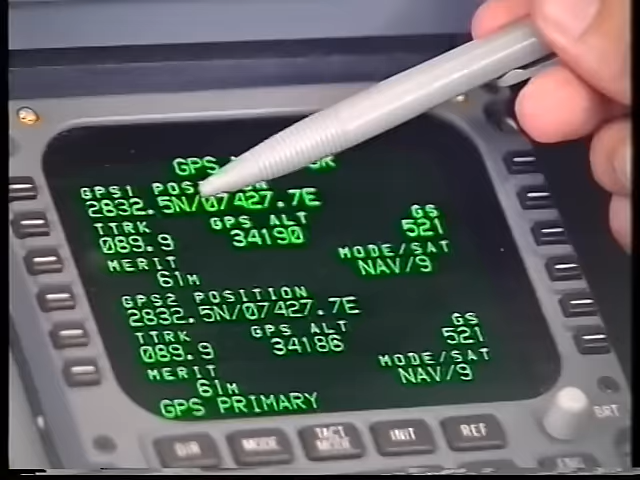 GPS
GPS1
2832.5N/07427.7E
TTRK GPS ALT GS
089.9 34190 521
MERIT MODE/SAT
61M NAV/9
GPS2 POSITION
2832.5N/07427.7E
TTRK GPS ALT GS
089.9 34186 521
MERIT MODE/SAT
61M NAV/9
GPS PRIMARY
BRT
DIR MODE TACT MODE INIT REF